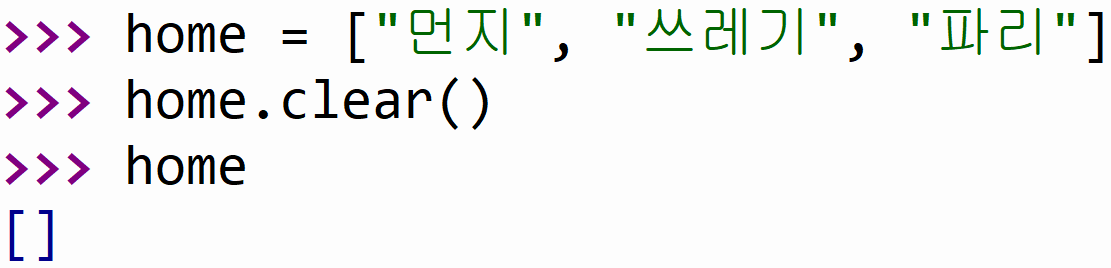 >>> home = ["먼지", "쓰레기", "파리"]
>>> home.clear()
>>> home
[]